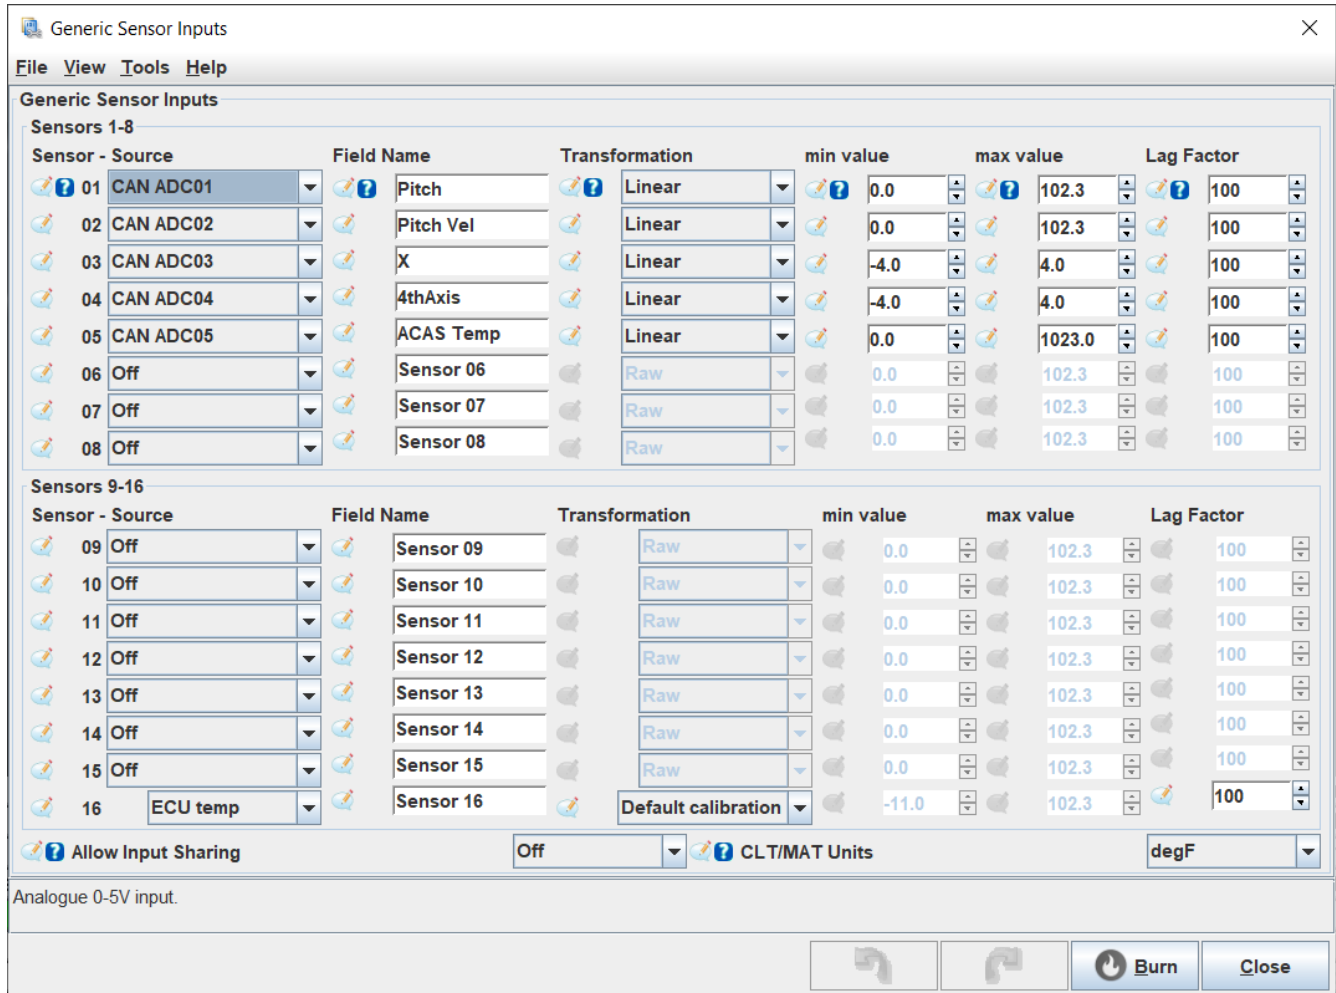 Generic Sensor Inputs
File View Tools Help
Generic Sensor Inputs
Sensors 1-8
Sensor - Source Field Name Transformation min value max value Lag Factor
01 CAN ADC01 Pitch Linear 0.0 102.3 100
02 CAN ADC02 Pitch Vel Linear 0.0 102.3 100
03 CAN ADC03 X Linear -4.0 4.0 100
04 CAN ADC04 4thAxis Linear -4.0 4.0 100
05 CAN ADC05 ACAS Temp Linear 0.0 1023.0 100
06 Off Sensor 06 Raw 0.0 102.3 100
07 Off Sensor 07 Raw 0.0 102.3 100
08 Off Sensor 08 Raw 0.0 102.3 100
Sensors 9-16
Sensor - Source Field Name Transformation min value max value Lag Factor
09 Off Sensor 09 Raw 0.0 102.3 100
10 Off Sensor 10 Raw 0.0 102.3 100
11 Off Sensor 11 Raw 0.0 102.3 100
12 Off Sensor 12 Raw 0.0 102.3 100
13 Off Sensor 13 Raw 0.0 102.3 100
14 Off Sensor 14 Raw 0.0 102.3 100
15 Off Sensor 15 Raw 0.0 102.3 100
16 ECU temp Sensor 16 Default calibration -11.0 102.3 100
Allow Input Sharing Off CLT/MAT Units degF
Analogue 0-5V input.
Burn Close